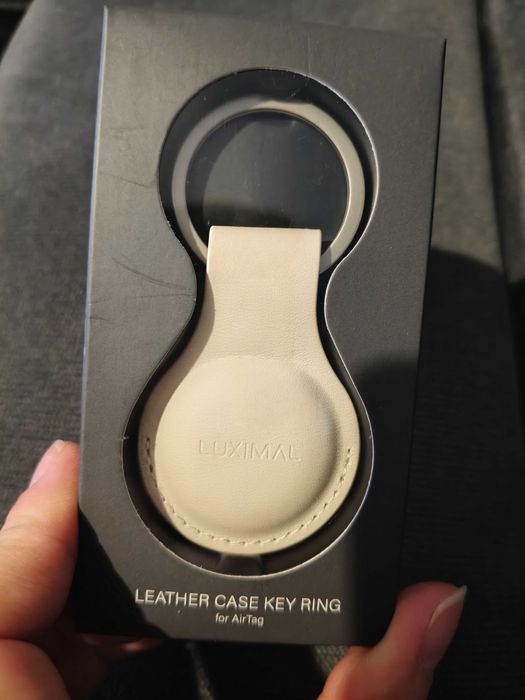 LUXIMAL
LEATHER CASE KEY RING
for AirTag